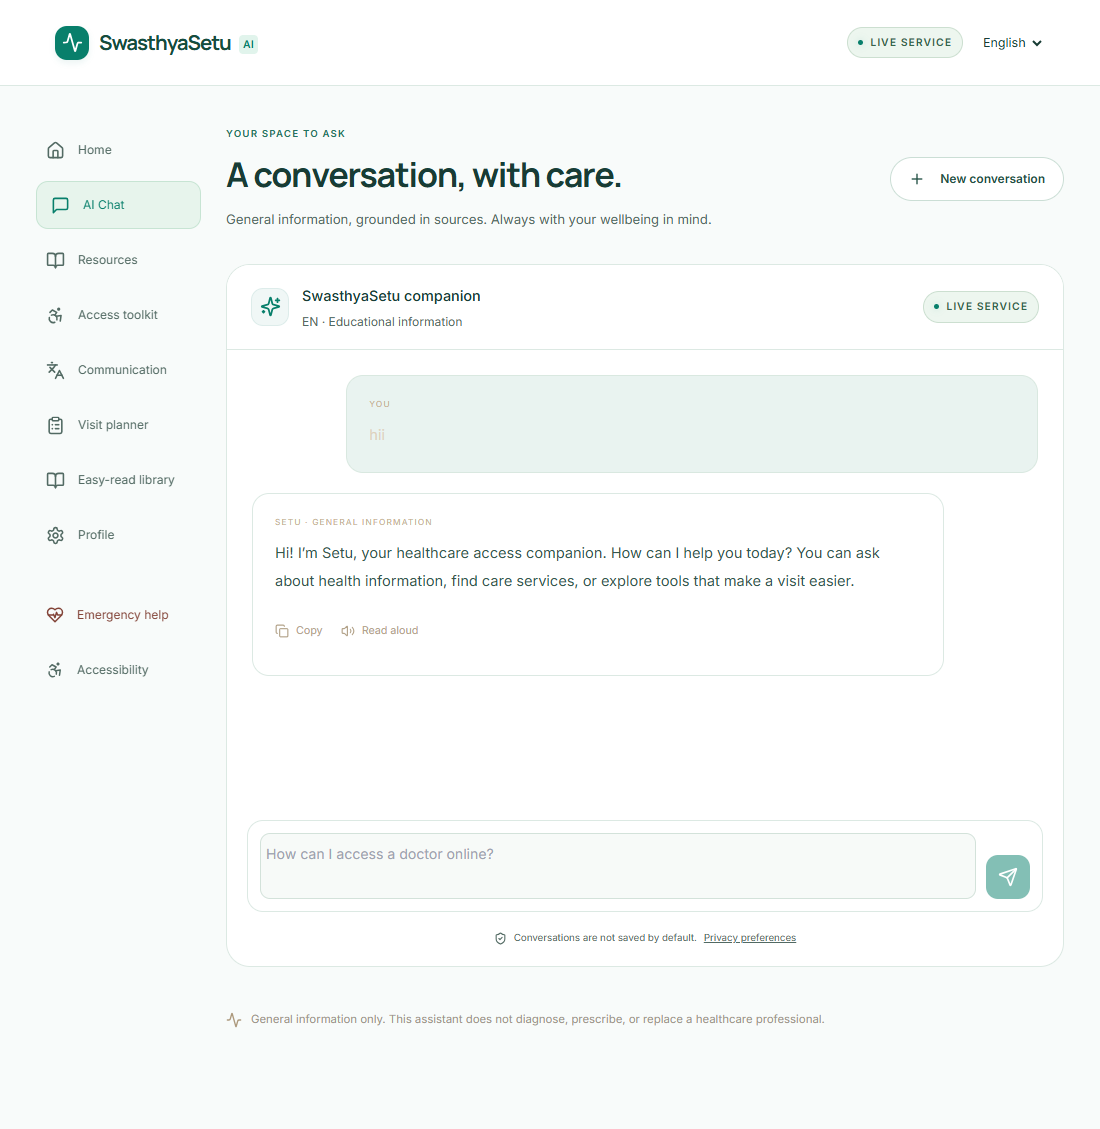 SwasthyaSetu AI
LIVE SERVICE
English
Home
AI Chat
Resources
Access toolkit
Communication
Visit planner
Easy-read library
Profile
Emergency help
Accessibility
YOUR SPACE TO ASK
A conversation, with care.
General information, grounded in sources. Always with your wellbeing in mind.
New conversation
SwasthyaSetu companion
EN · Educational information
LIVE SERVICE
YOU
hii
SETU · GENERAL INFORMATION
Hi! I’m Setu, your healthcare access companion. How can I help you today? You can ask
about health information, find care services, or explore tools that make a visit easier.
Copy
Read aloud
How can I access a doctor online?
Conversations are not saved by default. Privacy preferences
General information only. This assistant does not diagnose, prescribe, or replace a healthcare professional.